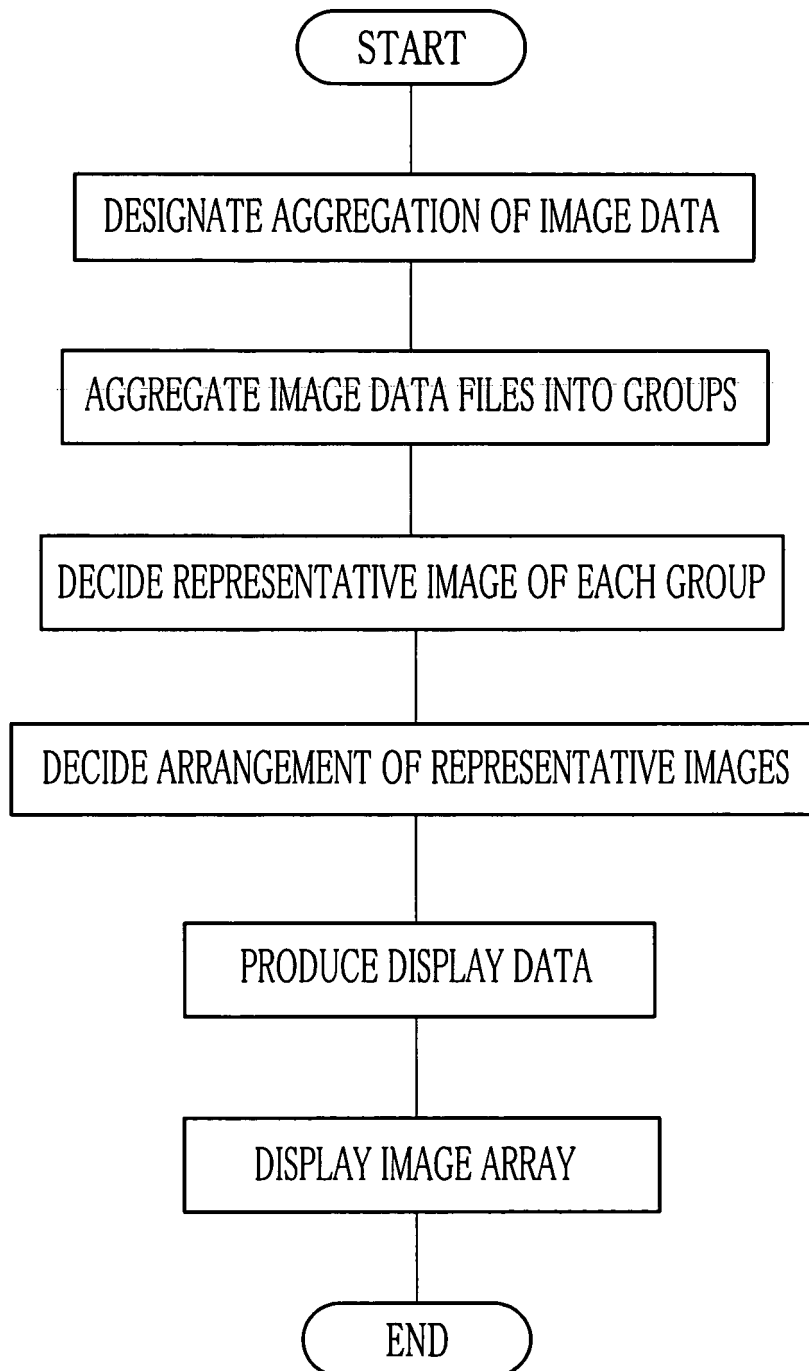 START
DESIGNATE AGGREGATION OF IMAGE DATA
AGGREGATE IMAGE DATA FILES INTO GROUPS
DECIDE REPRESENTATIVE IMAGE OF EACH GROUP
DECIDE ARRANGEMENT OF REPRESENTATIVE IMAGES
PRODUCE DISPLAY DATA
DISPLAY IMAGE ARRAY
END